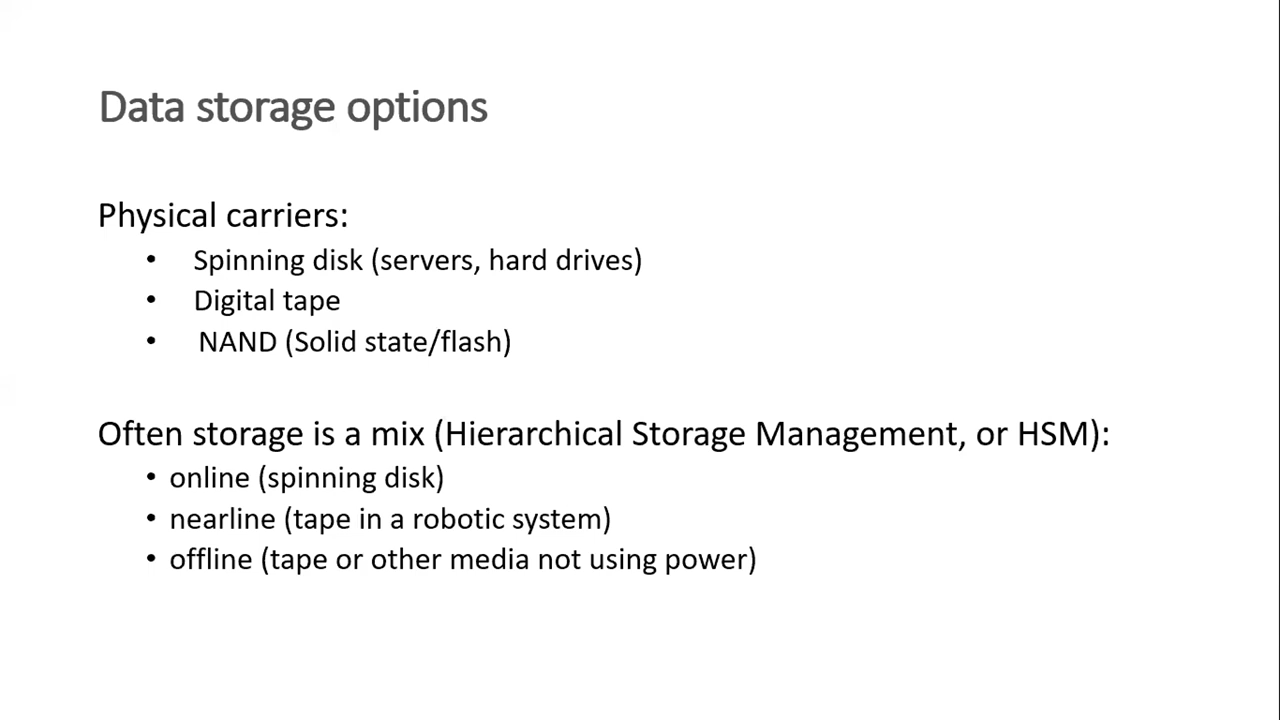 Data storage options
Physical carriers:
• Spinning disk (servers, hard drives)
• Digital tape
• NAND (Solid state/flash)
Often storage is a mix (Hierarchical Storage Management, or HSM):
• online (spinning disk)
• nearline (tape in a robotic system)
• offline (tape or other media not using power)